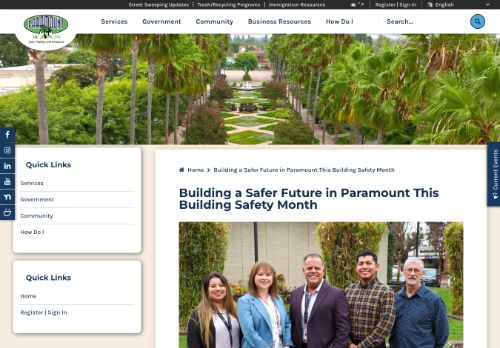 Street Sweeping Updates | Trash/Recycling Programs | Immigration Resources
°F
Register | Sign In
English
PARAMOUNT
Services Government Community Business Resources How Do I
Search...
Current Events
Quick Links
Services
Government
Community
How Do I
Quick Links
Home
Register | Sign In
Home > Building a Safer Future in Paramount This Building Safety Month
Building a Safer Future in Paramount This
Building Safety Month